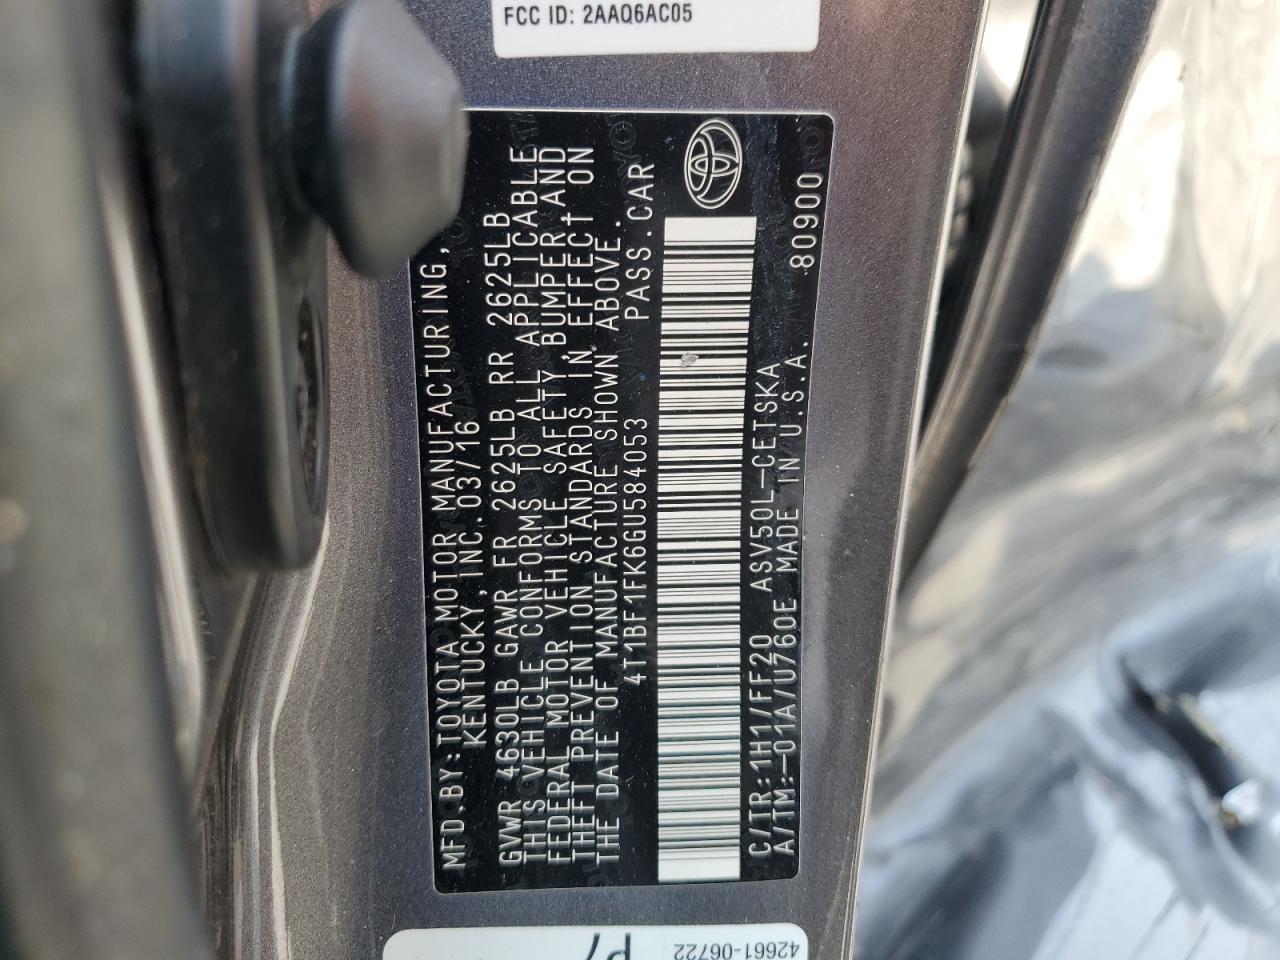 FCC ID: 2AAQ6AC05
MFD.BY:TOYOTA MOTOR MANUFACTURING,
KENTUCKY,INC. 03/16
GVWR 4630LB GAWR FR 2625LB RR 2625LB
THIS VEHICLE CONFORMS TO ALL APPLICABLE
FEDERAL MOTOR VEHICLE SAFETY,BUMPER,AND
THEFT PREVENTION STANDARDS IN EFFECT ON
THE DATE OF MANUFACTURE SHOWN ABOVE.
4T1BF1FK6GU584053 PASS.CAR
C/TR:1H1/FF20 ASV50L-CETSKA
A/TM:-01A/U760E MADE IN U.S.A. 80900
42661-06722